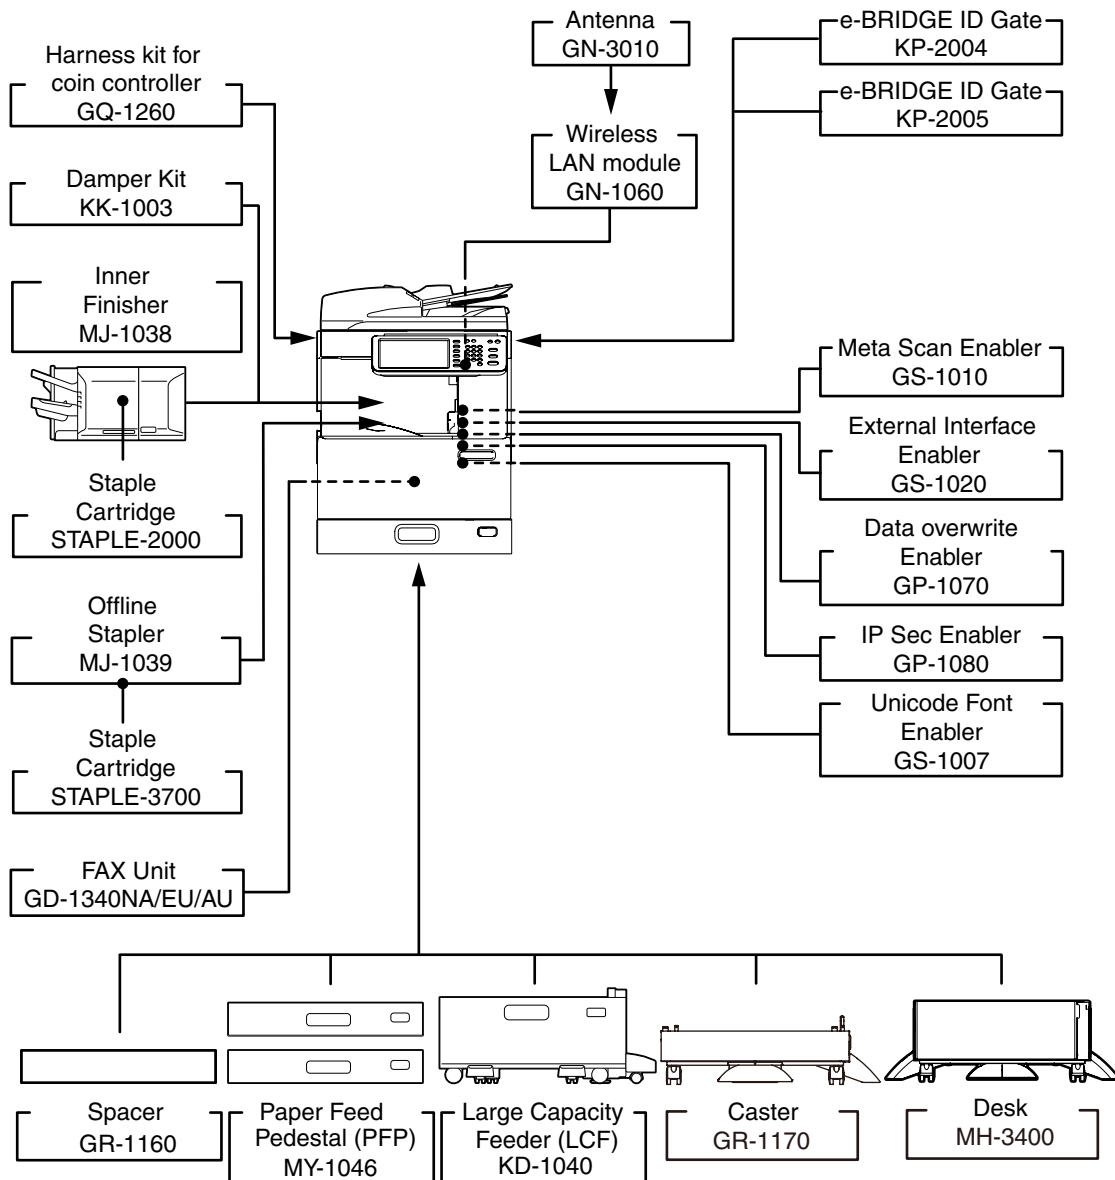 Antenna
GN-3010
e-BRIDGE ID Gate
KP-2004
Harness kit for
coin controller
GQ-1260
e-BRIDGE ID Gate
KP-2005
Wireless
LAN module
GN-1060
Damper Kit
KK-1003
Inner
Finisher
MJ-1038
Meta Scan Enabler
GS-1010
External Interface
Enabler
GS-1020
Staple
Cartridge
STAPLE-2000
Data overwrite
Enabler
GP-1070
Offline
Stapler
MJ-1039
IP Sec Enabler
GP-1080
Unicode Font
Enabler
GS-1007
Staple
Cartridge
STAPLE-3700
FAX Unit
GD-1340NA/EU/AU
Spacer
GR-1160
Paper Feed
Pedestal (PFP)
MY-1046
Large Capacity
Feeder (LCF)
KD-1040
Caster
GR-1170
Desk
MH-3400